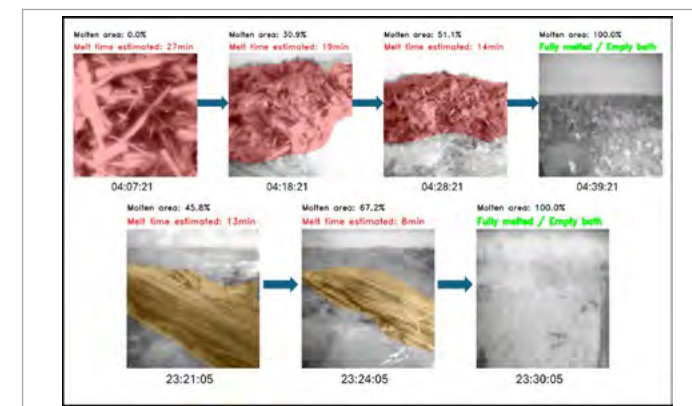 Molten area: 0.0%
Melt time estimated: 27min
04:07:21
Molten area: 30.9%
Melt time estimated: 19min
04:18:21
Molten area: 51.1%
Melt time estimated: 14min
04:28:21
Molten area: 100.0%
Fully melted / Empty bath
04:39:21
Molten area: 45.8%
Melt time estimated: 13min
23:21:05
Molten area: 67.2%
Melt time estimated: 8min
23:24:05
Molten area: 100.0%
Fully melted / Empty bath
23:30:05